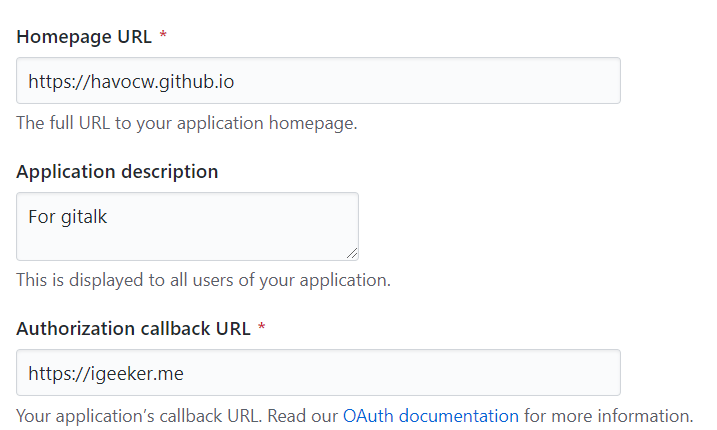 Homepage URL *
https://havocw.github.io
The full URL to your application homepage.
Application description
For gitalk
This is displayed to all users of your application.
Authorization callback URL *
https://igeeker.me
Your application’s callback URL. Read our OAuth documentation for more information.